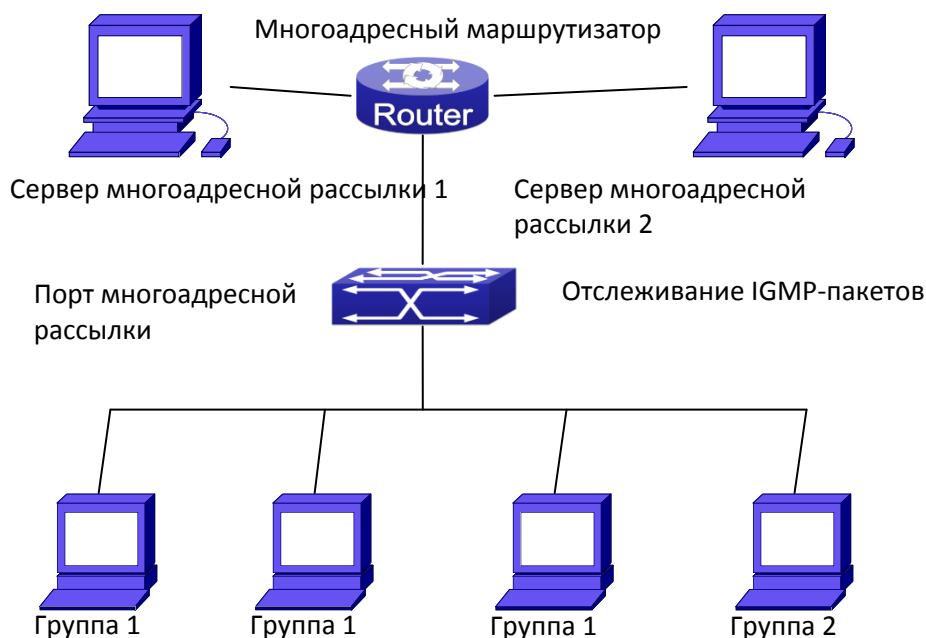 Многоадресный маршрутизатор
Router
Сервер многоадресной рассылки 1
Сервер многоадресной
рассылки 2
Порт многоадресной
рассылки
Отслеживание IGMP-пакетов
Группа 1
Группа 1
Группа 1
Группа 2